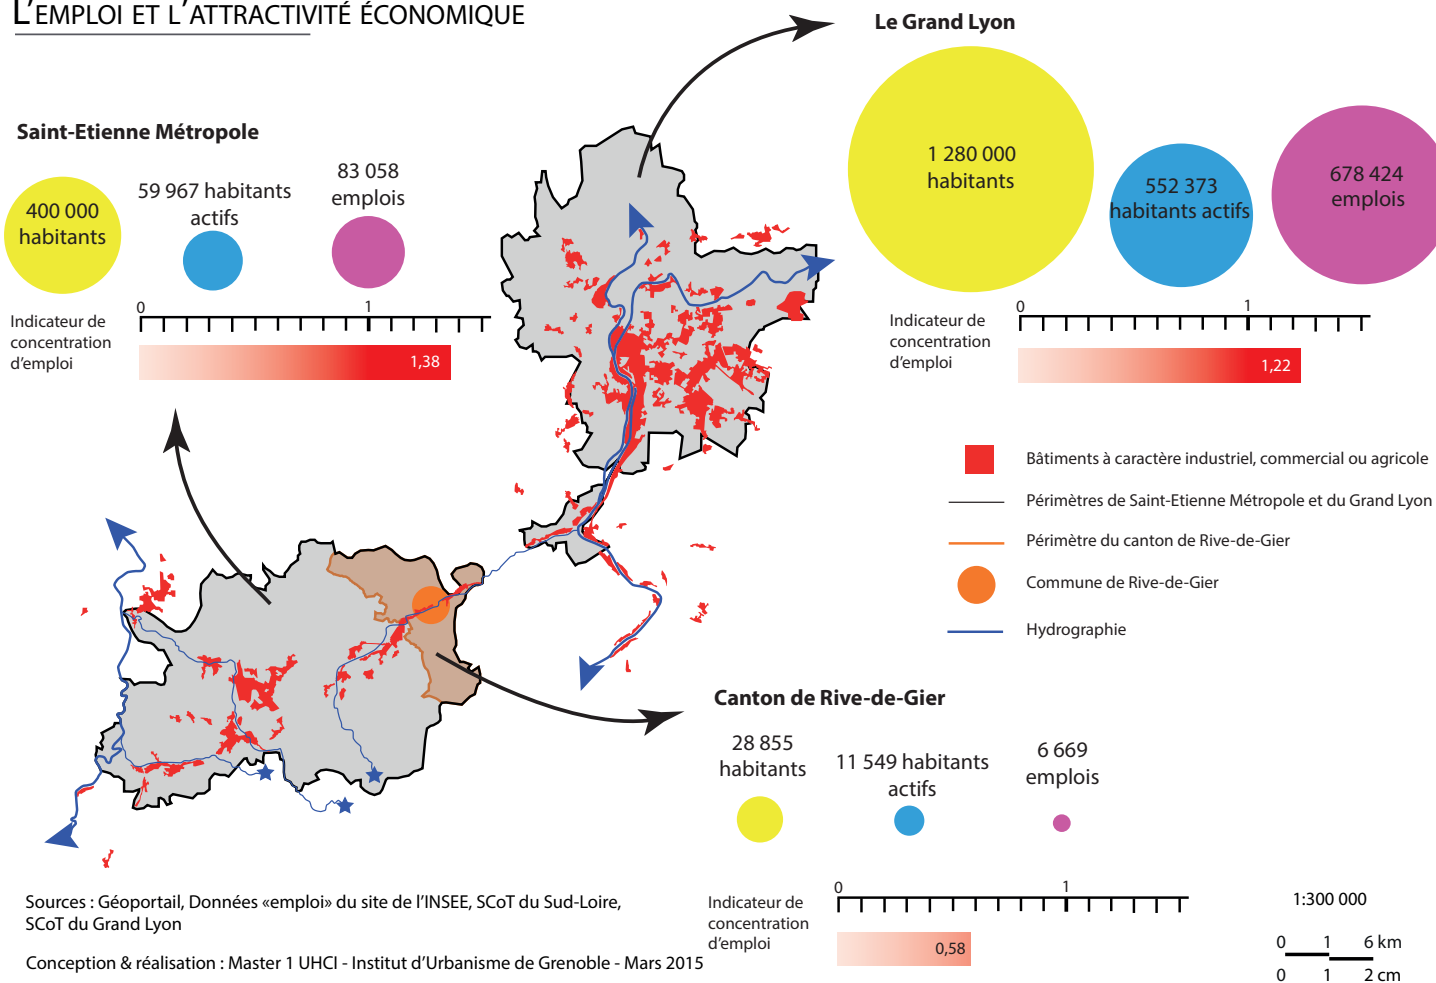 L'EMPLOI ET L'ATTRACTIVITÉ ÉCONOMIQUE
Le Grand Lyon
1 280 000
habitants
552 373
habitants actifs
678 424
emplois
Saint-Etienne Métropole
400 000
habitants
59 967 habitants
actifs
83 058
emplois
0 1
Indicateur de
concentration
d'emploi
1,38
0 1
Indicateur de
concentration
d'emploi
1,22
Bâtiments à caractère industriel, commercial ou agricole
Périmètres de Saint-Etienne Métropole et du Grand Lyon
Périmètre du canton de Rive-de-Gier
Commune de Rive-de-Gier
Hydrographie
Canton de Rive-de-Gier
28 855
habitants
11 549 habitants
actifs
6 669
emplois
0 1
Indicateur de
concentration
d'emploi
0,58
1:300 000
0 1 6 km
0 1 2 cm
Sources : Géoportail, Données «emploi» du site de l'INSEE, SCoT du Sud-Loire,
SCoT du Grand Lyon
Conception & réalisation : Master 1 UHCI - Institut d'Urbanisme de Grenoble - Mars 2015